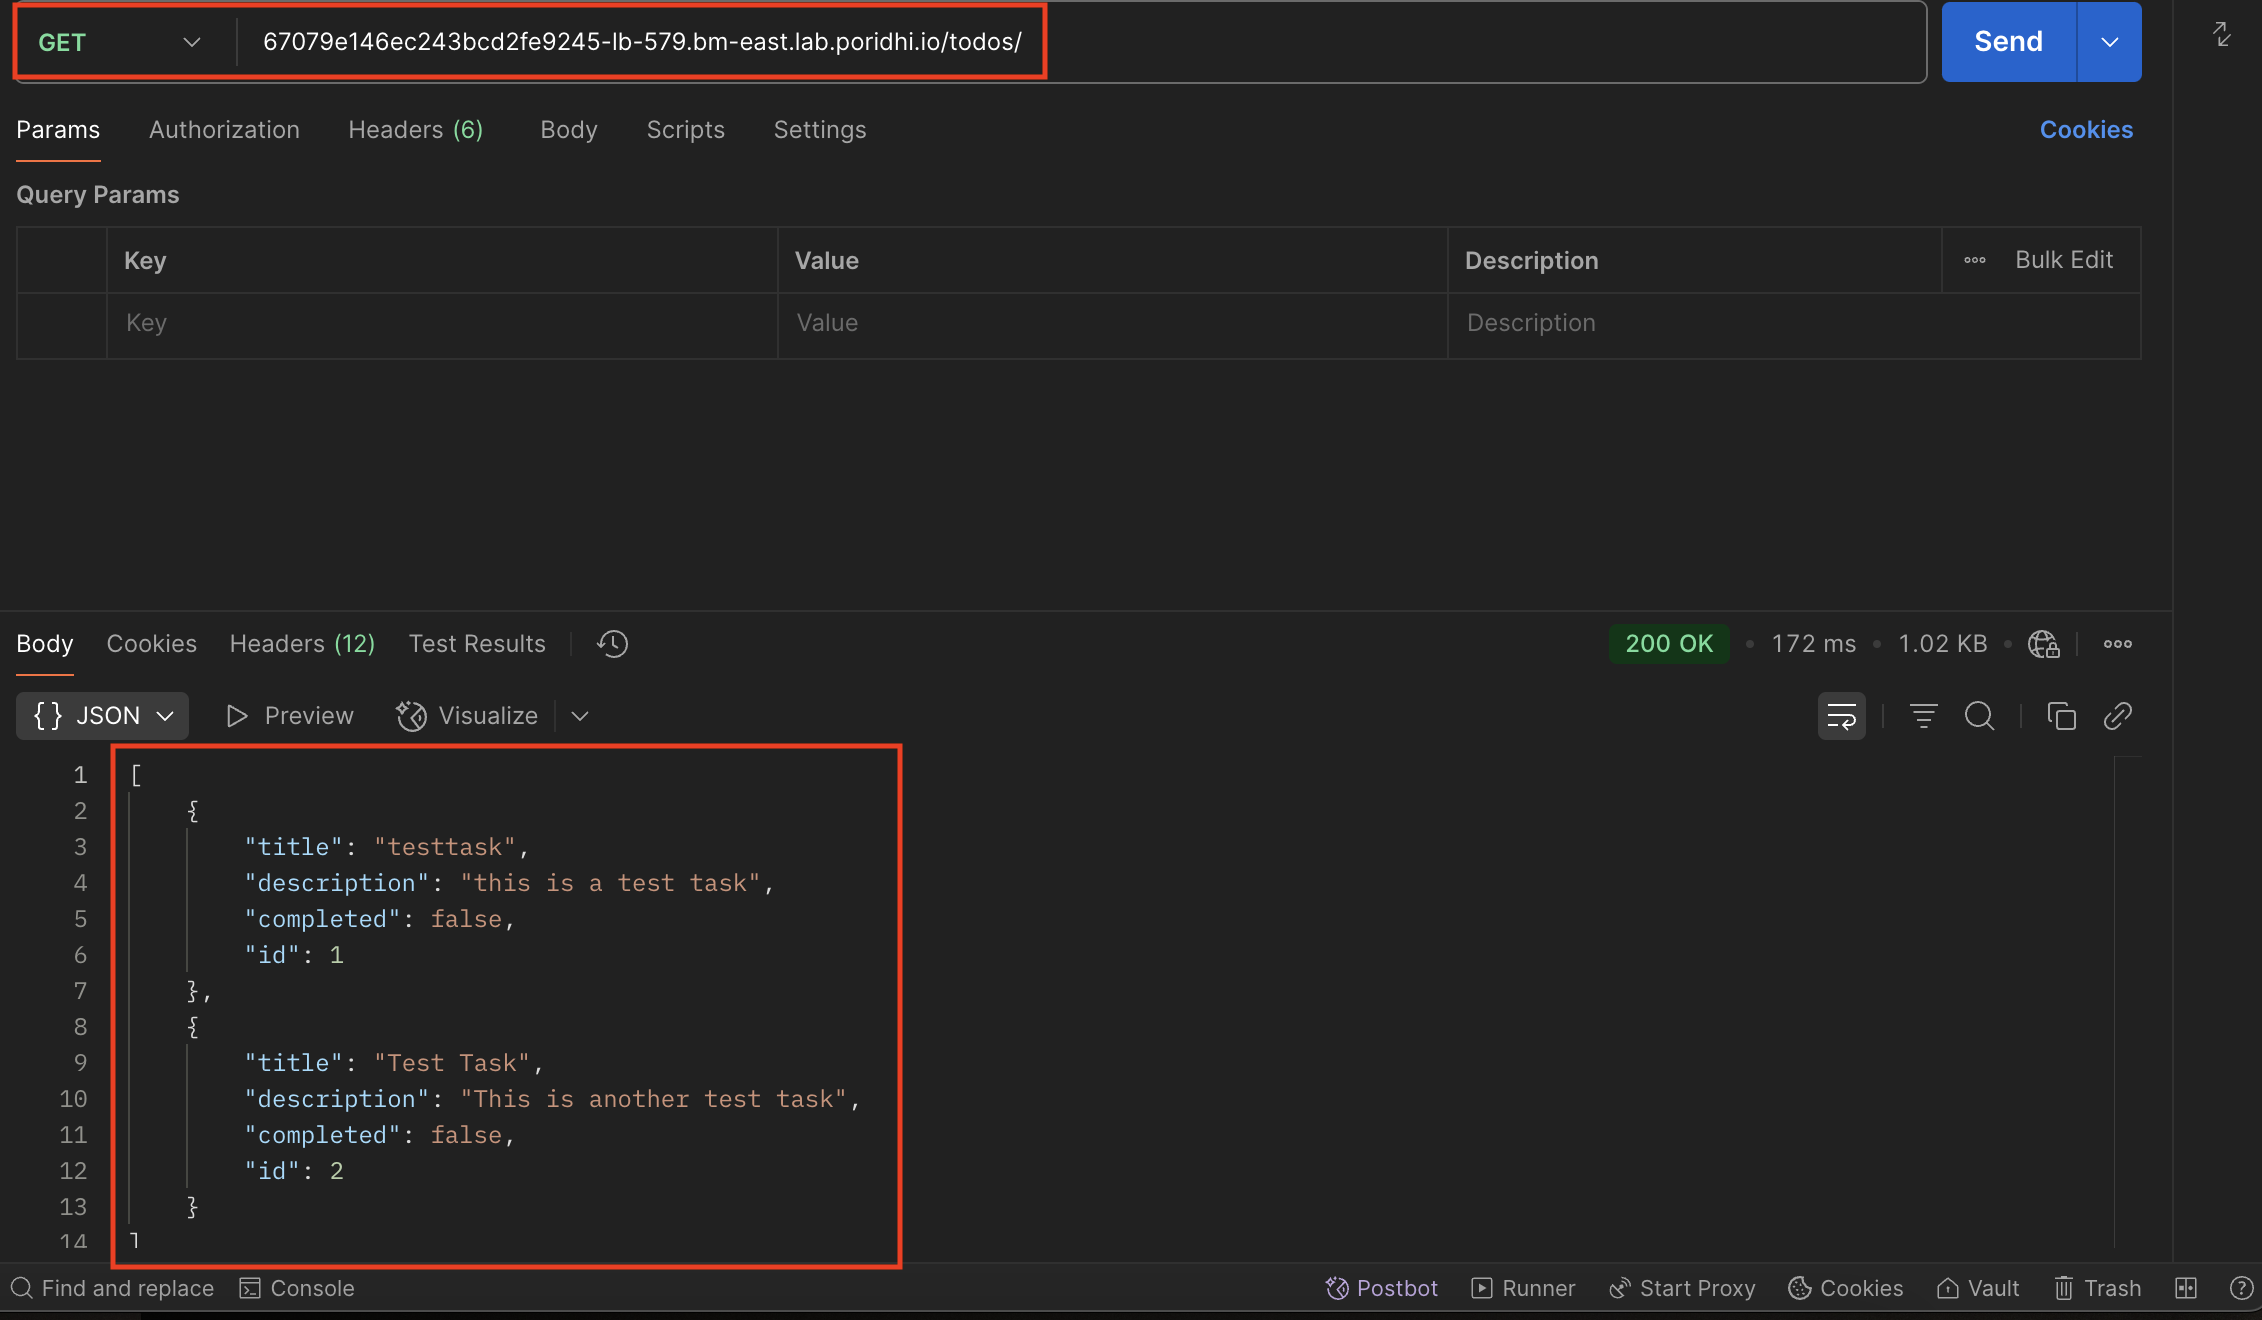 GET 67079e146ec243bcd2fe9245-lb-579.bm-east.lab.poridhi.io/todos/ Send
Params Authorization Headers (6) Body Scripts Settings Cookies
Query Params
Key Value Description Bulk Edit
Key Value Description
Body Cookies Headers (12) Test Results 200 OK • 172 ms • 1.02 KB •
{} JSON Preview Visualize
1 [
2 {
3 "title": "testtask",
4 "description": "this is a test task",
5 "completed": false,
6 "id": 1
7 },
8 {
9 "title": "Test Task",
10 "description": "This is another test task",
11 "completed": false,
12 "id": 2
13 }
14 ]
Find and replace Console Postbot Runner Start Proxy Cookies Vault Trash